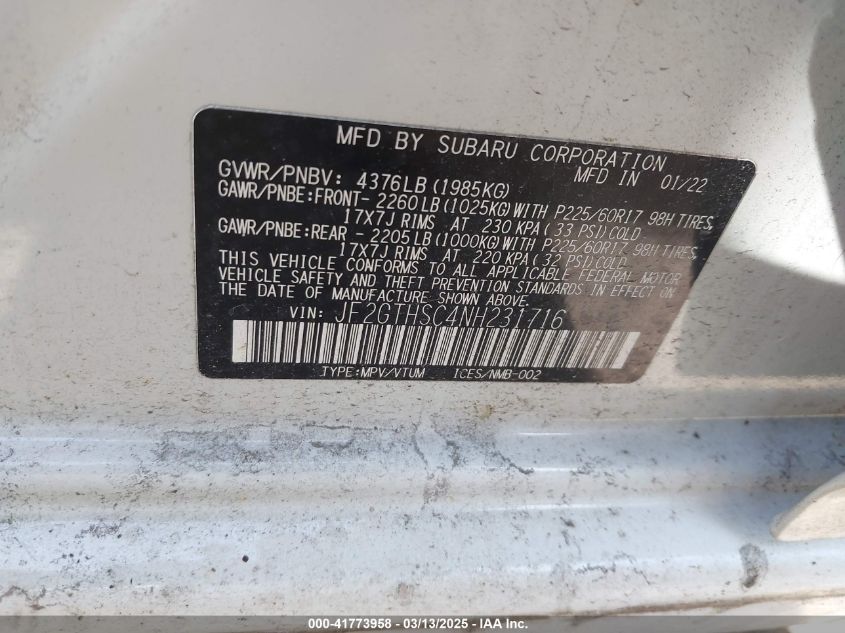 MFD BY SUBARU CORPORATION
MFD IN 01/22
GVWR/PNBV: 4376LB(1985KG)
GAWR/PNBE:FRONT- 2260LB(1025KG)WITH P225/60R17 98H TIRES,
17X7J RIMS AT 230 KPA(33 PSI)COLD
GAWR/PNBE:REAR - 2205LB(1000KG)WITH P225/60R17 98H TIRES,
17X7J RIMS AT 220 KPA(32 PSI)COLD
THIS VEHICLE CONFORMS TO ALL APPLICABLE FEDERAL MOTOR
VEHICLE SAFETY AND THEFT PREVENTION STANDARDS IN EFFECT ON
THE DATE OF MANUFACTURE SHOWN ABOVE.
VIN: JF2GTHSC4NH231716
TYPE:MPV/VTUM ICES/NMB-002
000-41773958 - 03/13/2025 - IAA Inc.